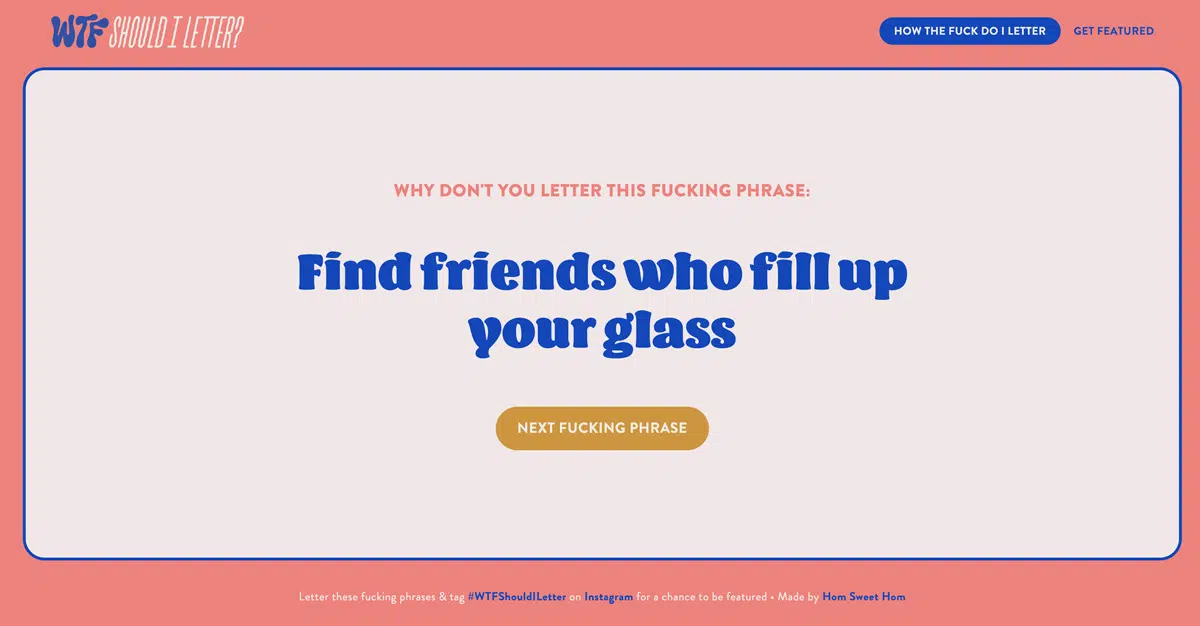 WTF SHOULD I LETTER?
HOW THE FUCK DO I LETTER
GET FEATURED
WHY DON'T YOU LETTER THIS FUCKING PHRASE:
Find friends who fill up
your glass
NEXT FUCKING PHRASE
Letter these fucking phrases & tag #WTFShouldILetter on Instagram for a chance to be featured • Made by Hom Sweet Hom